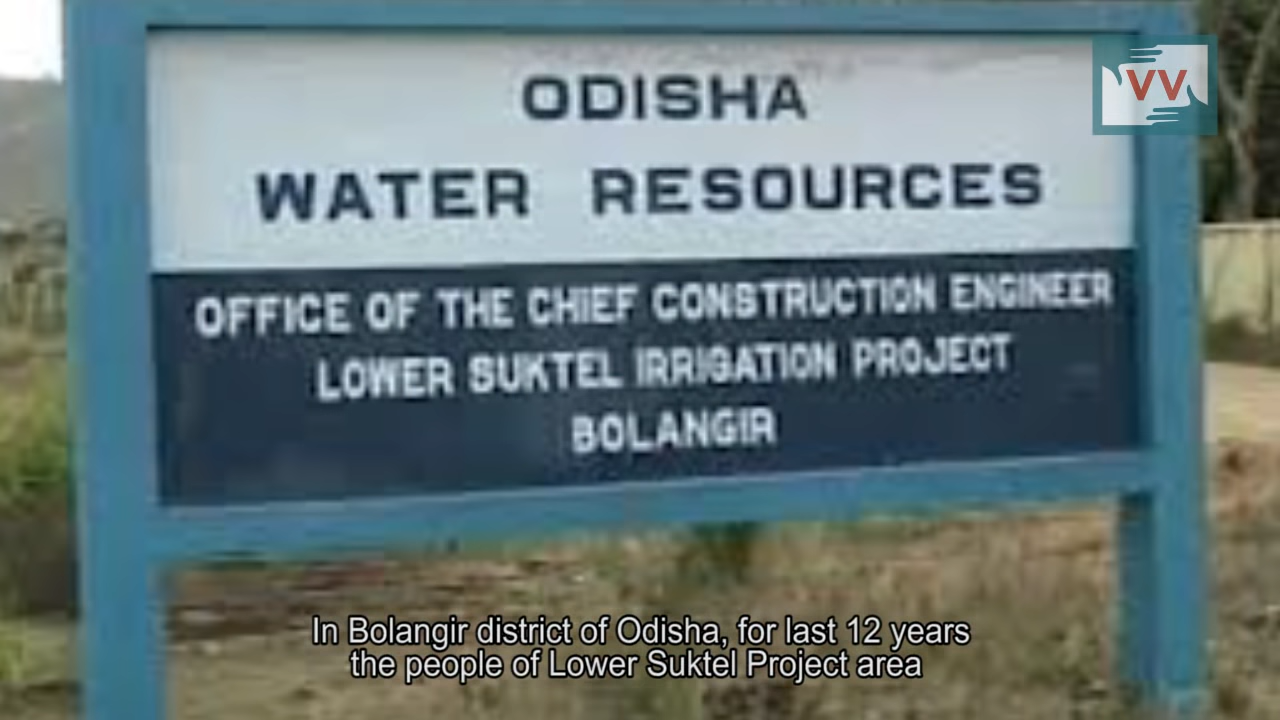 ODISHA
VV
WATER RESOURCES
OFFICE OF THE CHIEF CONSTRUCTION ENGINEER
LOWER SUKTEL IRRIGATION PROJECT
BOLANGIR
In Bolangir district of Odisha, for last 12 years
the people of Lower Suktel Project area